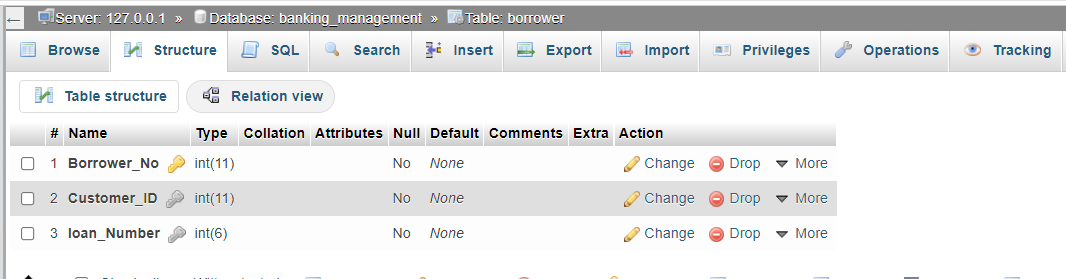 Server: 127.0.0.1 » Database: banking_management » Table: borrower
Browse Structure SQL Search Insert Export Import Privileges Operations Tracking
Table structure Relation view
# Name Type Collation Attributes Null Default Comments Extra Action
1 Borrower_No int(11) No None Change Drop More
2 Customer_ID int(11) No None Change Drop More
3 loan_Number int(6) No None Change Drop More